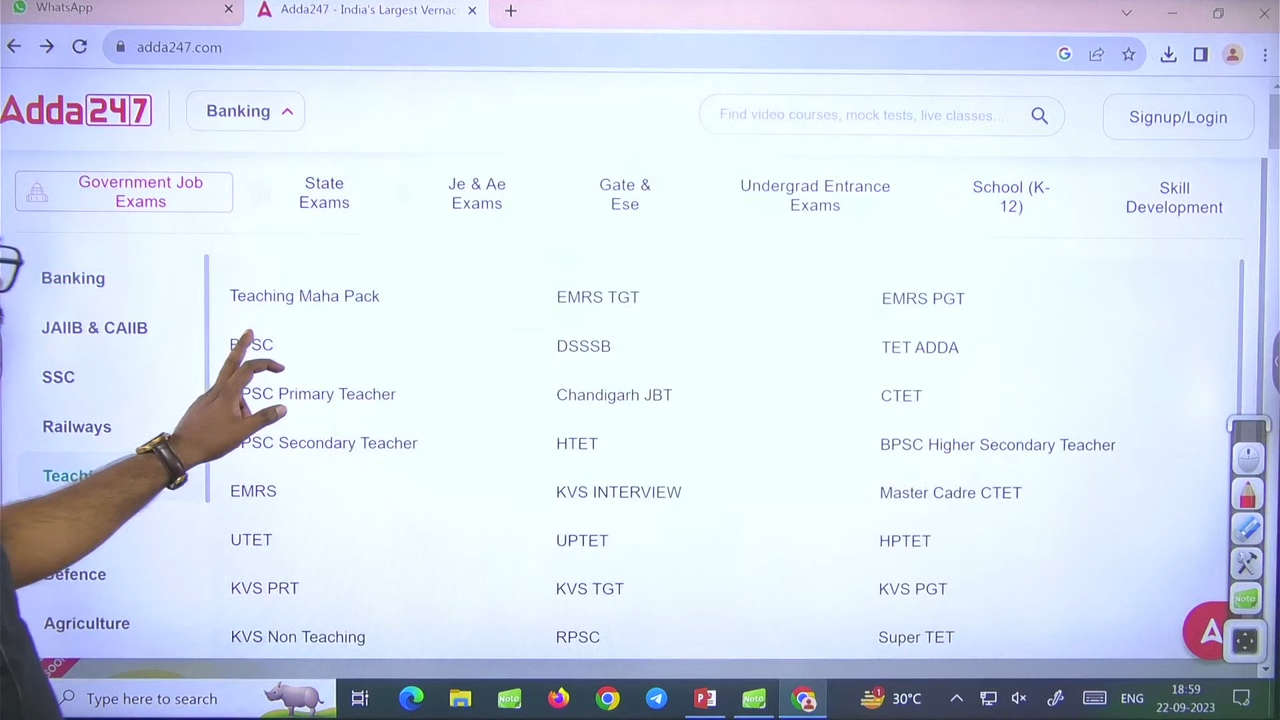 WhatsApp
Adda247 - India's Largest Vernac
adda247.com
Adda247
Banking
Find video courses, mock tests, live classes...
Signup/Login
Government Job
Exams
State
Exams
Je & Ae
Exams
Gate &
Ese
Undergrad Entrance
Exams
School (K-
12)
Skill
Development
Banking
JAIIB & CAIIB
SSC
Railways
Defence
Agriculture
Teaching Maha Pack
EMRS TGT
EMRS PGT
DSSSB
TET ADDA
Primary Teacher
Chandigarh JBT
CTET
Secondary Teacher
HTET
BPSC Higher Secondary Teacher
EMRS
KVS INTERVIEW
Master Cadre CTET
UTET
UPTET
HPTET
KVS PRT
KVS TGT
KVS PGT
KVS Non Teaching
RPSC
Super TET
Note
Type here to search
Note
Note
1
30°C
ENG
18:59
22-09-2023